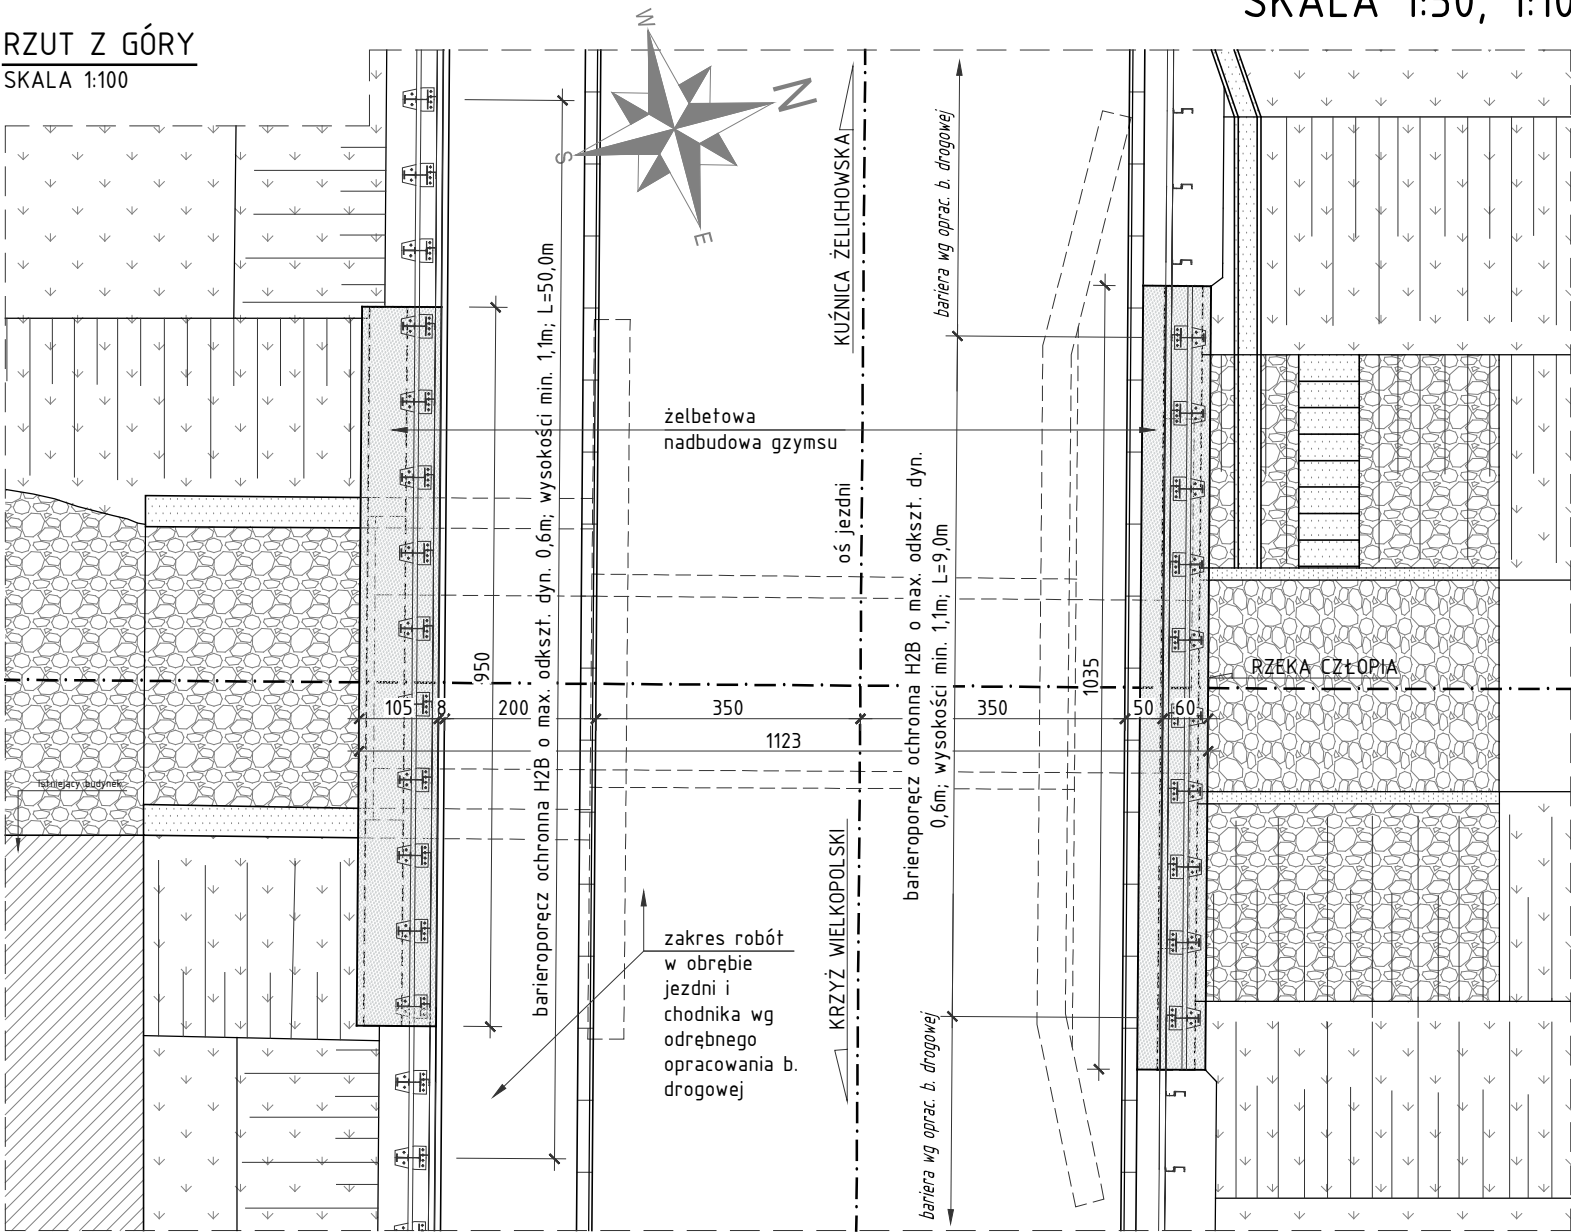 SKALA 1:50, 1:10
RZUT Z GÓRY
SKALA 1:100
W
N
S
E
KUŹNICA ŻELICHOWSKA
bariera wg oprac. b. drogowej
barieroporęcz ochronna H2B o max. odkszt. dyn. 0,6m; wysokości min. 1,1m; L=50,0m
żelbetowa
nadbudowa gzymsu
oś jezdni
barieroporęcz ochronna H2B o max. odkszt. dyn.
0,6m; wysokości min. 1,1m; L=9,0m
950
1035
RZEKA CZŁOPIA
105
8
200
350
350
50
60
1123
Istniejący budynek
KRZYŻ WIELKOPOLSKI
zakres robót
w obrębie
jezdni i
chodnika wg
odrębnego
opracowania b.
drogowej
bariera wg oprac. b. drogowej